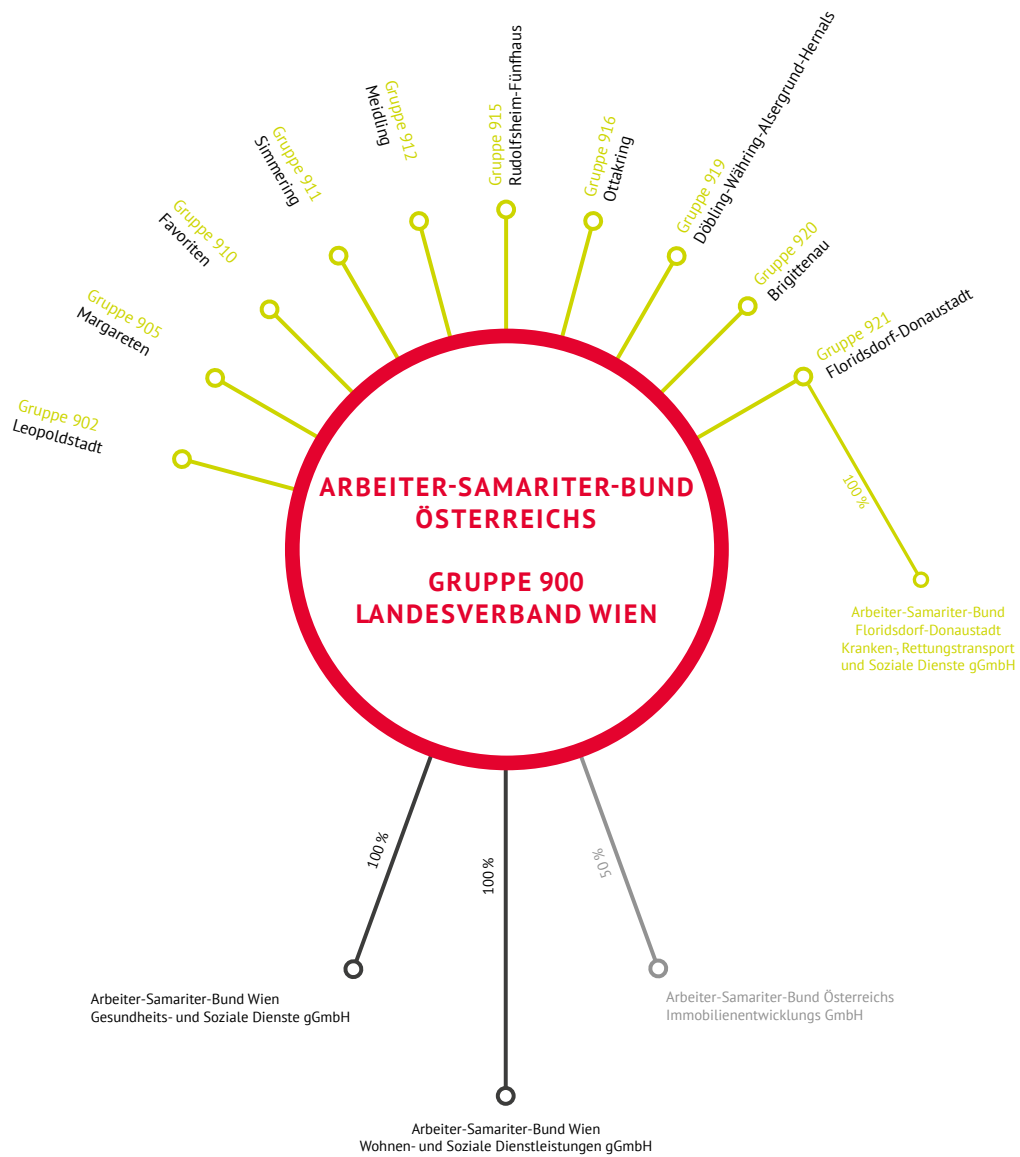 Gruppe 902
Leopoldstadt
Gruppe 905
Margareten
Gruppe 910
Favoriten
Gruppe 911
Simmering
Gruppe 912
Meidling
Gruppe 915
Rudolfsheim-Fünfhaus
Gruppe 916
Ottakring
Gruppe 919
Döbling-Währing-Alsergrund-Hernals
Gruppe 920
Brigittenau
Gruppe 921
Floridsdorf-Donaustadt
100 %
Arbeiter-Samariter-Bund
Floridsdorf-Donaustadt
Kranken-, Rettungstransport
und Soziale Dienste gGmbH
ARBEITER-SAMARITER-BUND
ÖSTERREICHS
GRUPPE 900
LANDESVERBAND WIEN
100 %
Arbeiter-Samariter-Bund Wien
Gesundheits- und Soziale Dienste gGmbH
100 %
Arbeiter-Samariter-Bund Wien
Wohnen- und Soziale Dienstleistungen gGmbH
50 %
Arbeiter-Samariter-Bund Österreichs
Immobilienentwicklungs GmbH